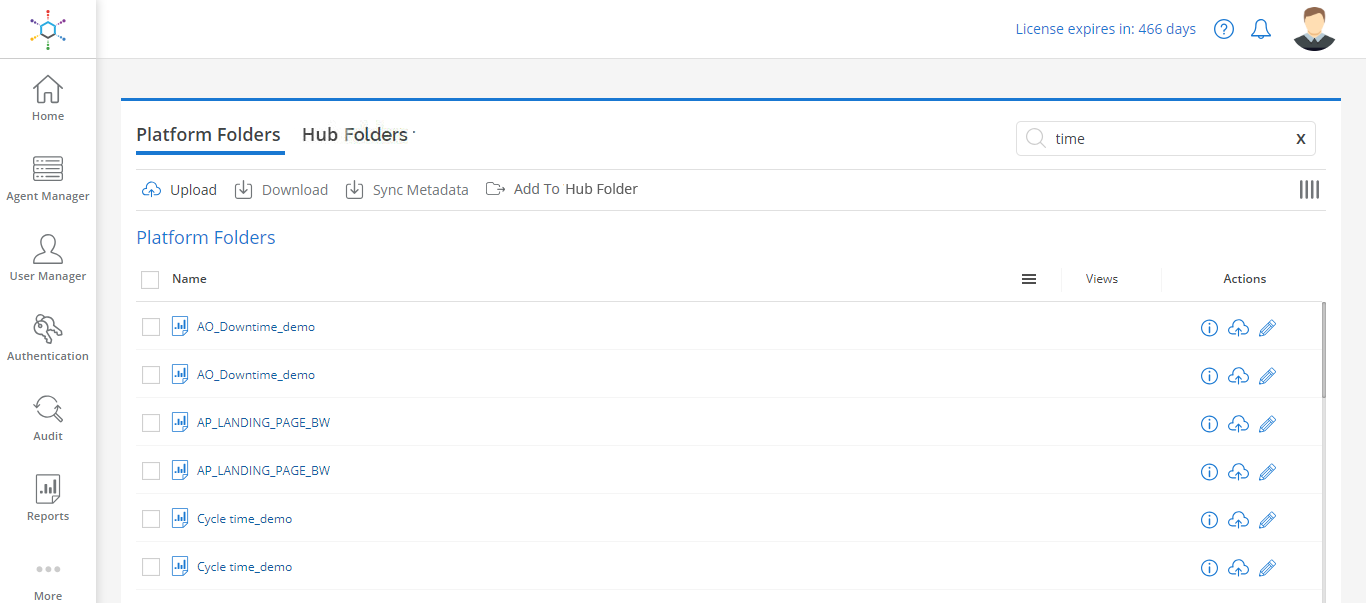 License expires in: 466 days ?
Home
Agent Manager
User Manager
Authentication
Audit
Reports
More
Platform Folders Hub Folders
time X
Upload Download Sync Metadata Add To Hub Folder
Platform Folders
Name Views Actions
AO_Downtime_demo
AO_Downtime_demo
AP_LANDING_PAGE_BW
AP_LANDING_PAGE_BW
Cycle time_demo
Cycle time_demo